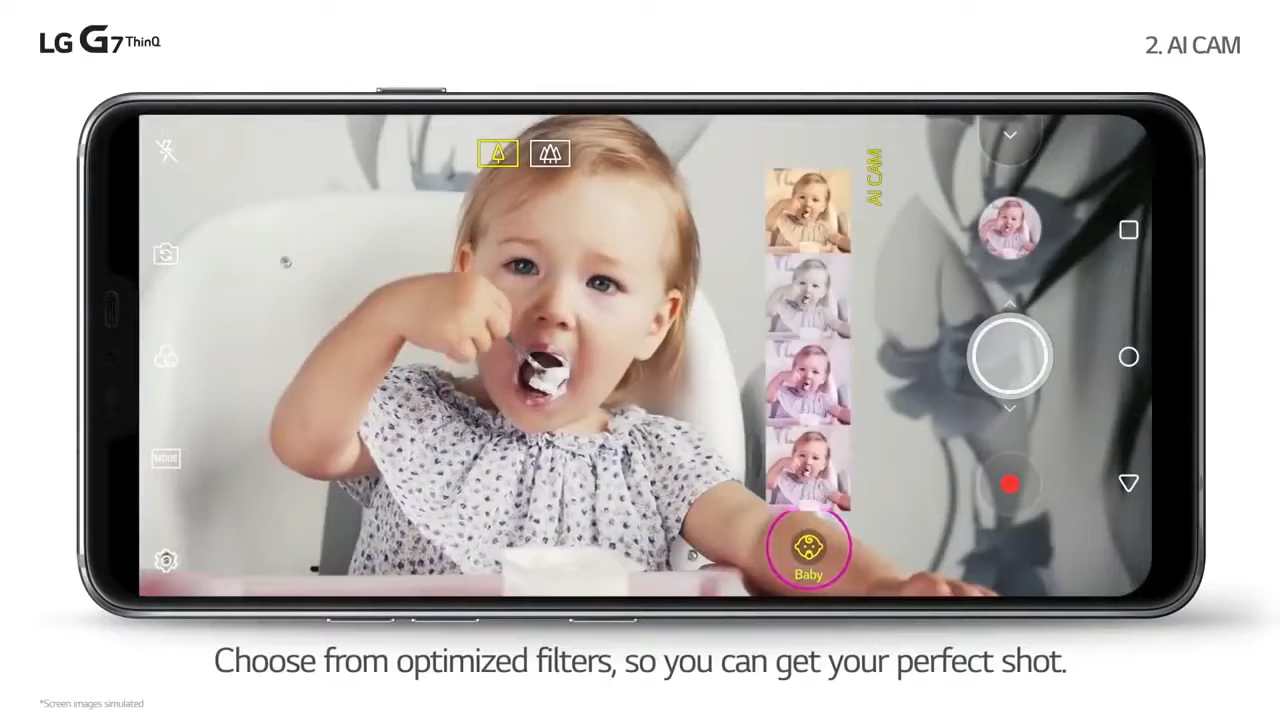 LG G7 ThinQ
2. AI CAM
AI CAM
MODE
Baby
Choose from optimized filters, so you can get your perfect shot.
*Screen images simulated